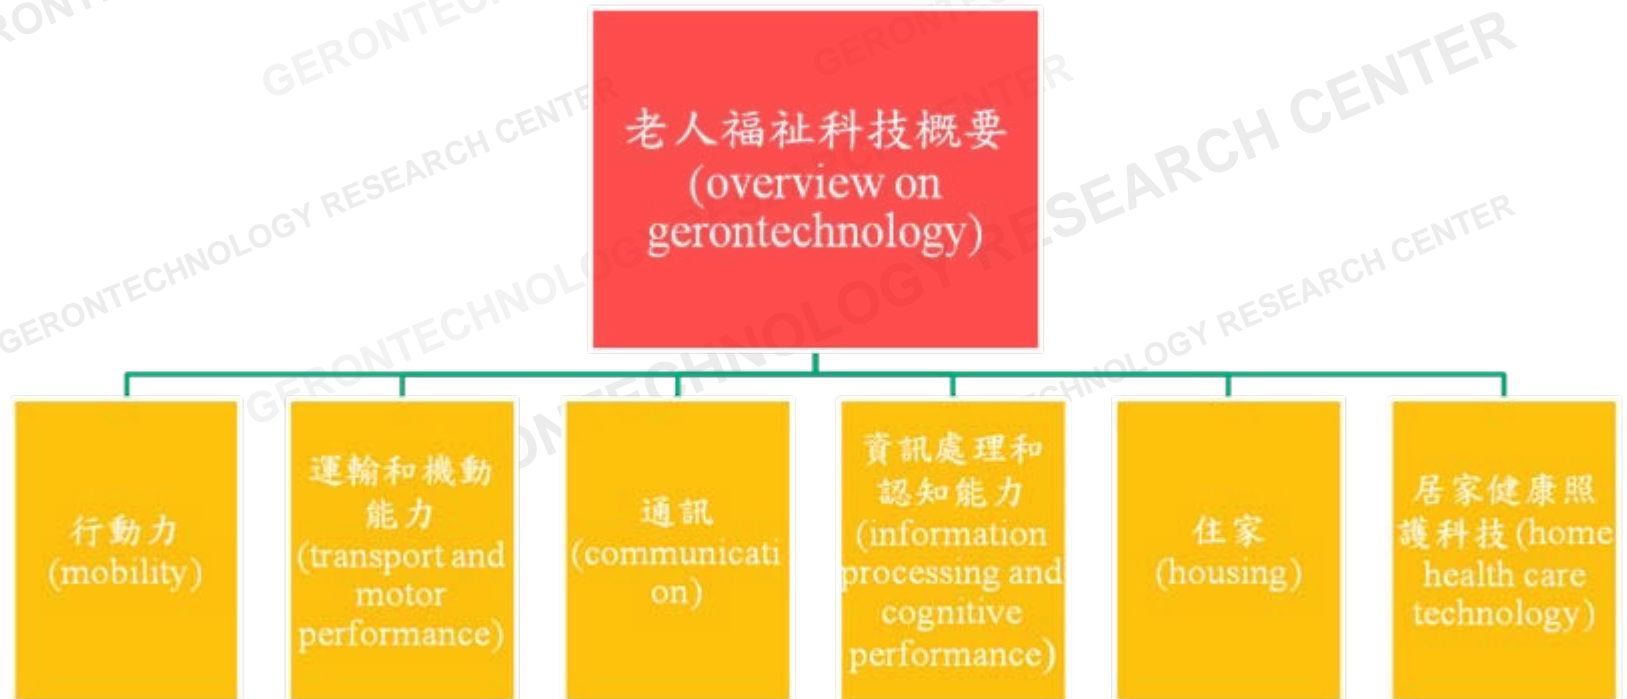 老人福祉科技概要
(overview on
gerontechnology)
行動力
(mobility)
運輸和機動
能力
(transport and
motor
performance)
通訊
(communicati
on)
資訊處理和
認知能力
(information
processing and
cognitive
performance)
住家
(housing)
居家健康照
護科技(home
health care
technology)
GERONTECHNOLOGY RESEARCH CENTER
GERONTECHNOLOGY RESEARCH CENTER